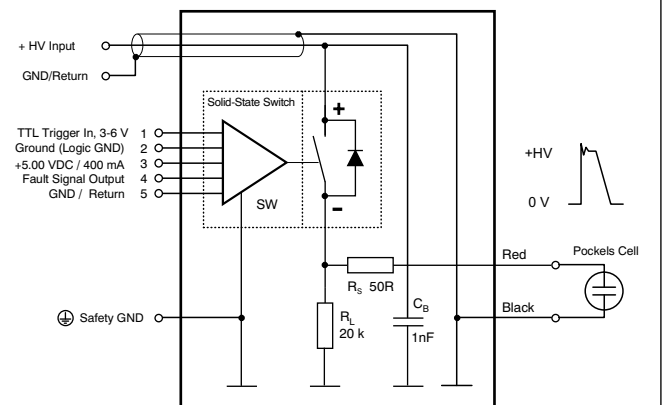 + HV Input
GND/Return
Solid-State Switch
+
TTL Trigger In, 3-6 V 1
Ground (Logic GND) 2
+5.00 VDC / 400 mA 3
Fault Signal Output 4
GND / Return 5
SW
–
+HV
0 V
Red
Pockels Cell
RS 50R
Black
Safety GND
RL
20 k
CB
1nF